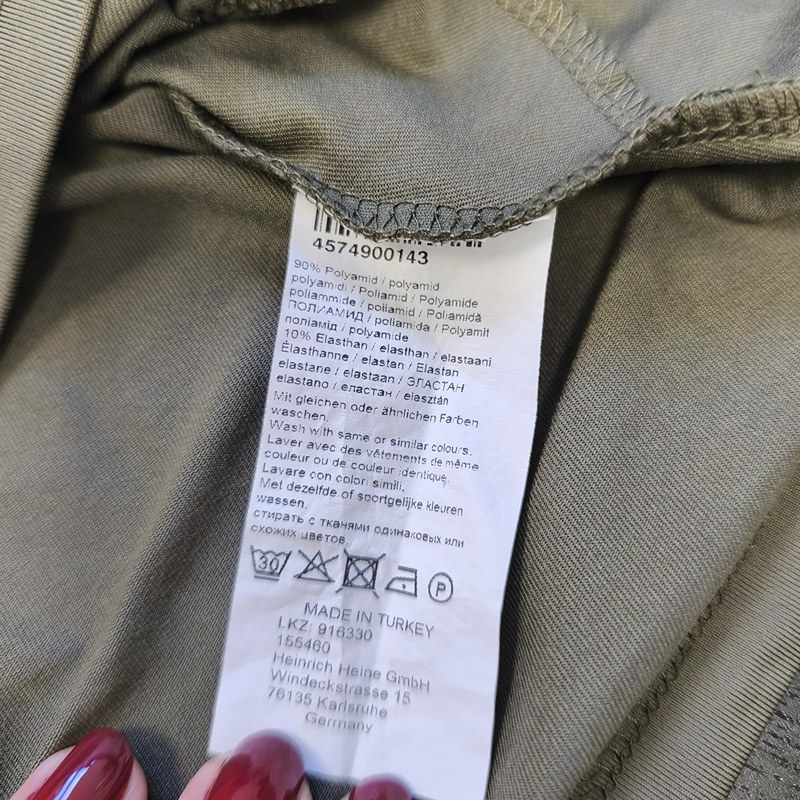 4574900143
90% Polyamid / polyamid
polyamid / Poliamid / Polyamide
poliammide / poliamid / Poliamidă
ПОЛИАМИД / poliamida / Polyamit
поліамід / polyamide
10% Elasthan / elasthan / elastaani
Élasthanne / elastan / Elastan
elastane / elastaan / ЭЛАСТАН
elastano / еластан / elasztán
Mit gleichen oder ähnlichen Farben
waschen.
Wash with same or similar colours.
Laver avec des vêtements de même
couleur ou de couleur identique.
Lavare con colori simili.
Met dezelfde of sportgelijke kleuren
wassen.
стирать с тканями одинаковых или
схожих цветов.
30 P
MADE IN TURKEY
LKZ: 916330
155460
Heinrich Heine GmbH
Windeckstrasse 15
76135 Karlsruhe
Germany